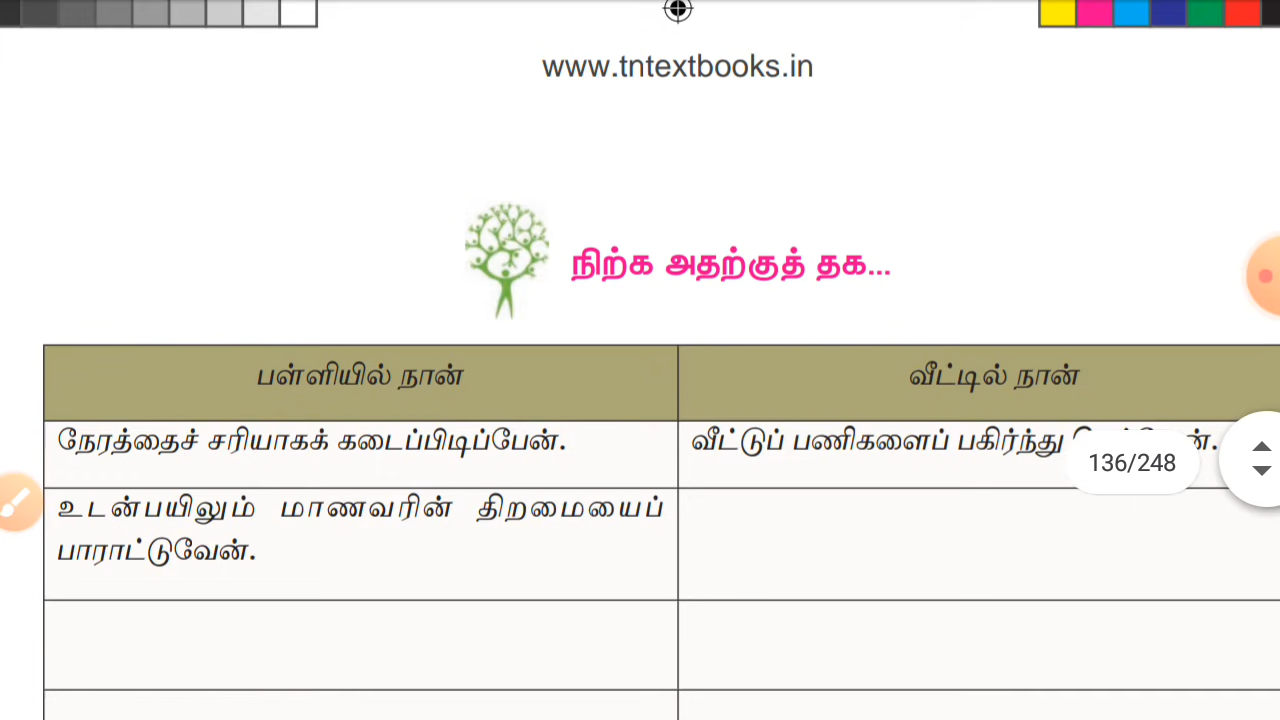 www.tntextbooks.in
நிற்க அதற்குத் தக...
பள்ளியில் நான்
வீட்டில் நான்
நேரத்தைச் சரியாகக் கடைப்பிடிப்பேன்.
வீட்டுப் பணிகளைப் பகிர்ந்து
136/248
உடன்பயிலும் மாணவரின் திறமையைப்
பாராட்டுவேன்.